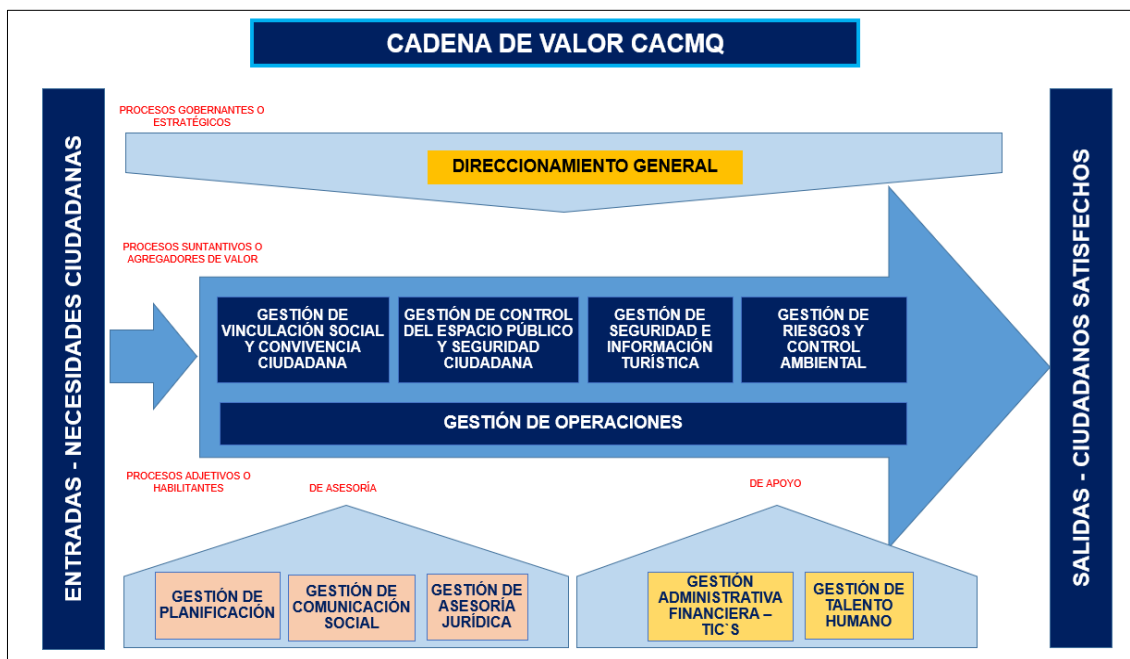 CADENA DE VALOR CACMQ
ENTRADAS - NECESIDADES CIUDADANAS
PROCESOS GOBERNANTES O
ESTRATÉGICOS
DIRECCIONAMIENTO GENERAL
PROCESOS SUNTANTIVOS O
AGREGADORES DE VALOR
GESTIÓN DE
VINCULACIÓN SOCIAL
Y CONVIVENCIA
CIUDADANA
GESTIÓN DE CONTROL
DEL ESPACIO PÚBLICO
Y SEGURIDAD
CIUDADANA
GESTIÓN DE
SEGURIDAD E
INFORMACIÓN
TURÍSTICA
GESTIÓN DE
RIESGOS Y
CONTROL
AMBIENTAL
GESTIÓN DE OPERACIONES
PROCESOS ADJETIVOS O
HABILITANTES
DE ASESORÍA
GESTIÓN DE
PLANIFICACIÓN
GESTIÓN DE
COMUNICACIÓN
SOCIAL
GESTIÓN DE
ASESORÍA
JURÍDICA
DE APOYO
GESTIÓN
ADMINISTRATIVA
FINANCIERA –
TIC`S
GESTIÓN DE
TALENTO
HUMANO
SALIDAS - CIUDADANOS SATISFECHOS